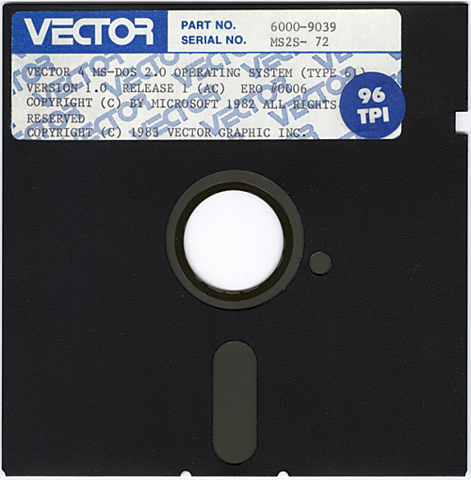 VECTOR
PART NO. 6000-9039
SERIAL NO. MS2S- 72
VECTOR 4 MS-DOS 2.0 OPERATING SYSTEM (TYPE 61)
VERSION 1.0 RELEASE 1 (AC) ERO #0006
COPYRIGHT (C) BY MICROSOFT 1982 ALL RIGHTS
RESERVED
COPYRIGHT (C) 1983 VECTOR GRAPHIC INC.
96
TPI